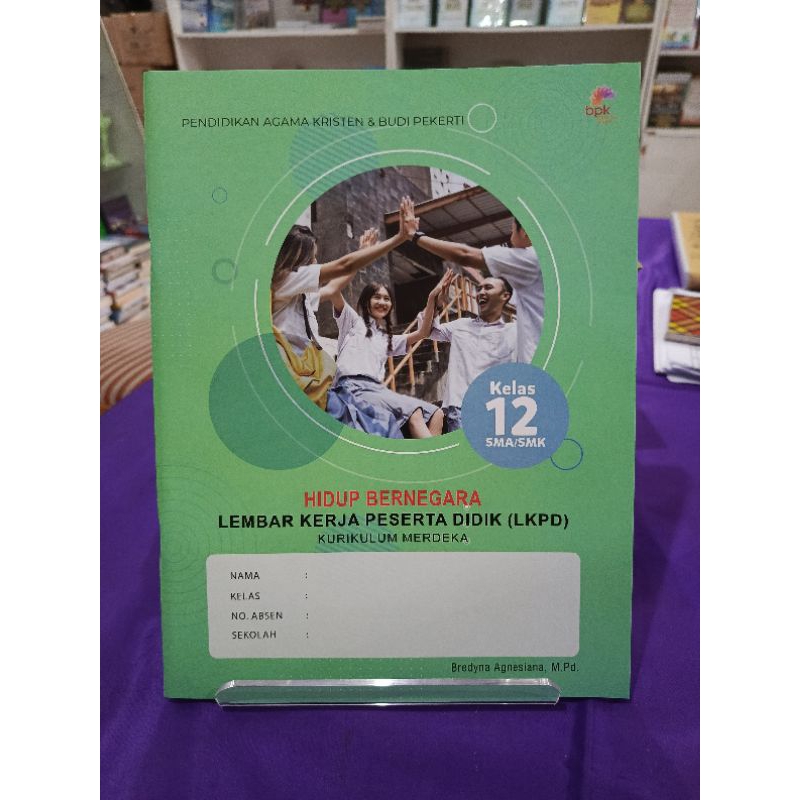 PENDIDIKAN AGAMA KRISTEN & BUDI PEKERTI
bpk
Kelas
12
SMA/SMK
HIDUP BERNEGARA
LEMBAR KERJA PESERTA DIDIK (LKPD)
KURIKULUM MERDEKA
NAMA :
KELAS :
NO. ABSEN :
SEKOLAH :
Bredyna Agnesiana, M.Pd.